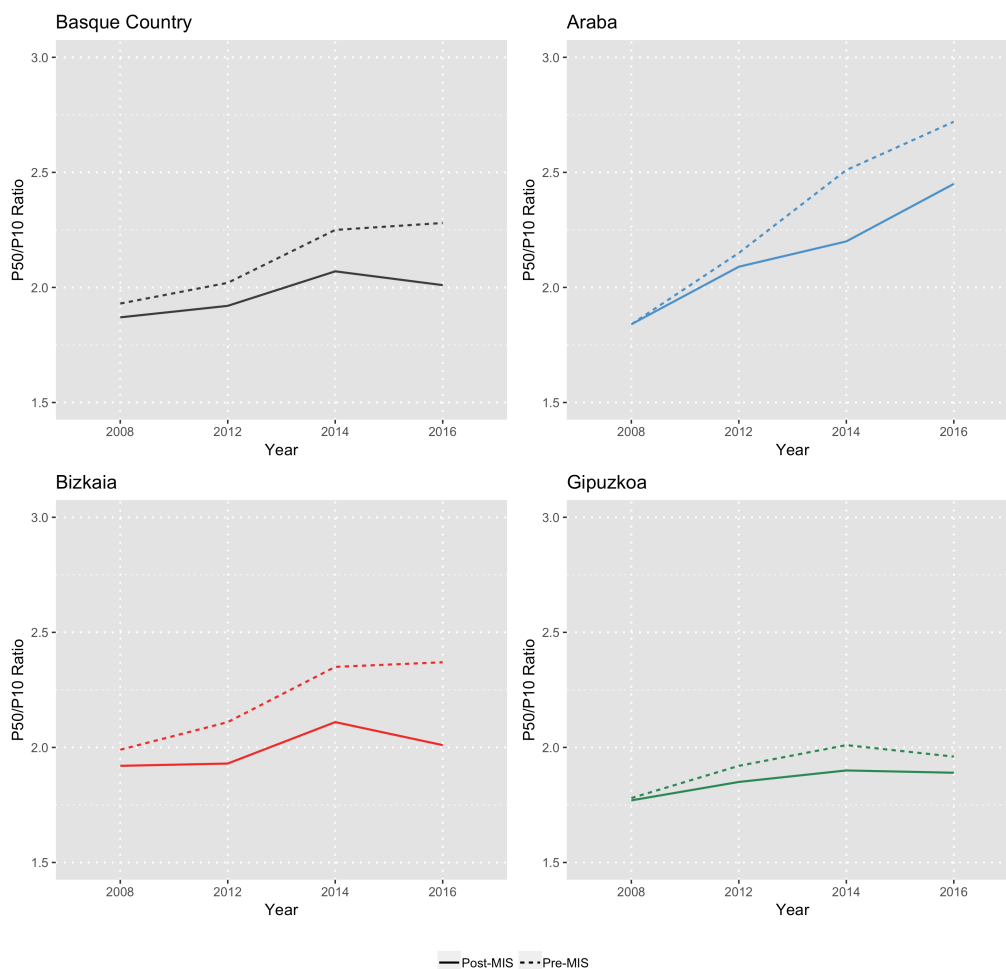 Basque Country
3.0
2.5
2.0
1.5
P50/P10 Ratio
2008 2012 2014 2016
Year
Araba
3.0
2.5
2.0
1.5
P50/P10 Ratio
2008 2012 2014 2016
Year
Bizkaia
3.0
2.5
2.0
1.5
P50/P10 Ratio
2008 2012 2014 2016
Year
Gipuzkoa
3.0
2.5
2.0
1.5
P50/P10 Ratio
2008 2012 2014 2016
Year
Post-MIS Pre-MIS